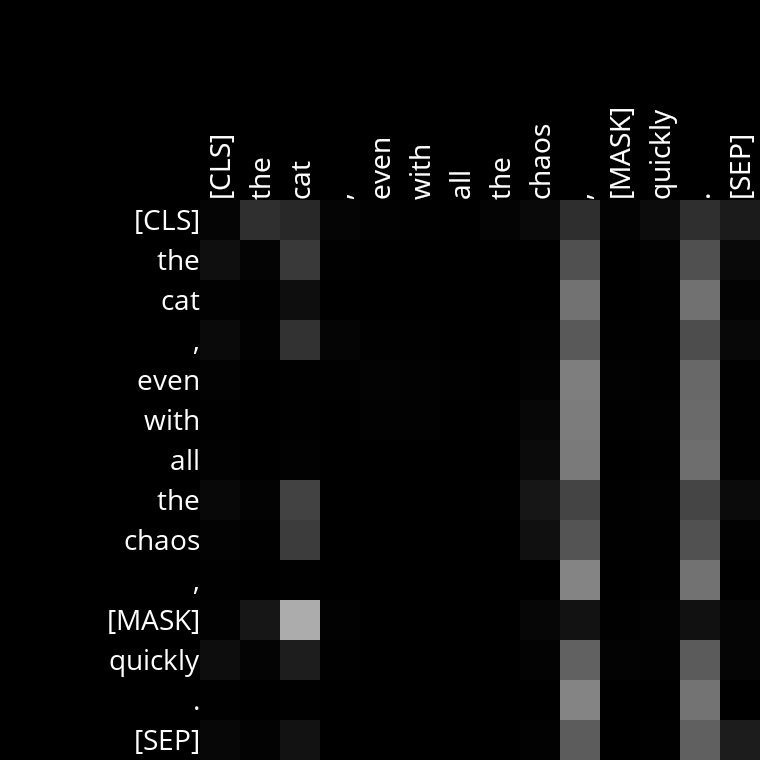 [CLS] the cat , even with all the chaos , [MASK] quickly . [SEP]
[CLS]
the
cat
,
even
with
all
the
chaos
,
[MASK]
quickly
.
[SEP]